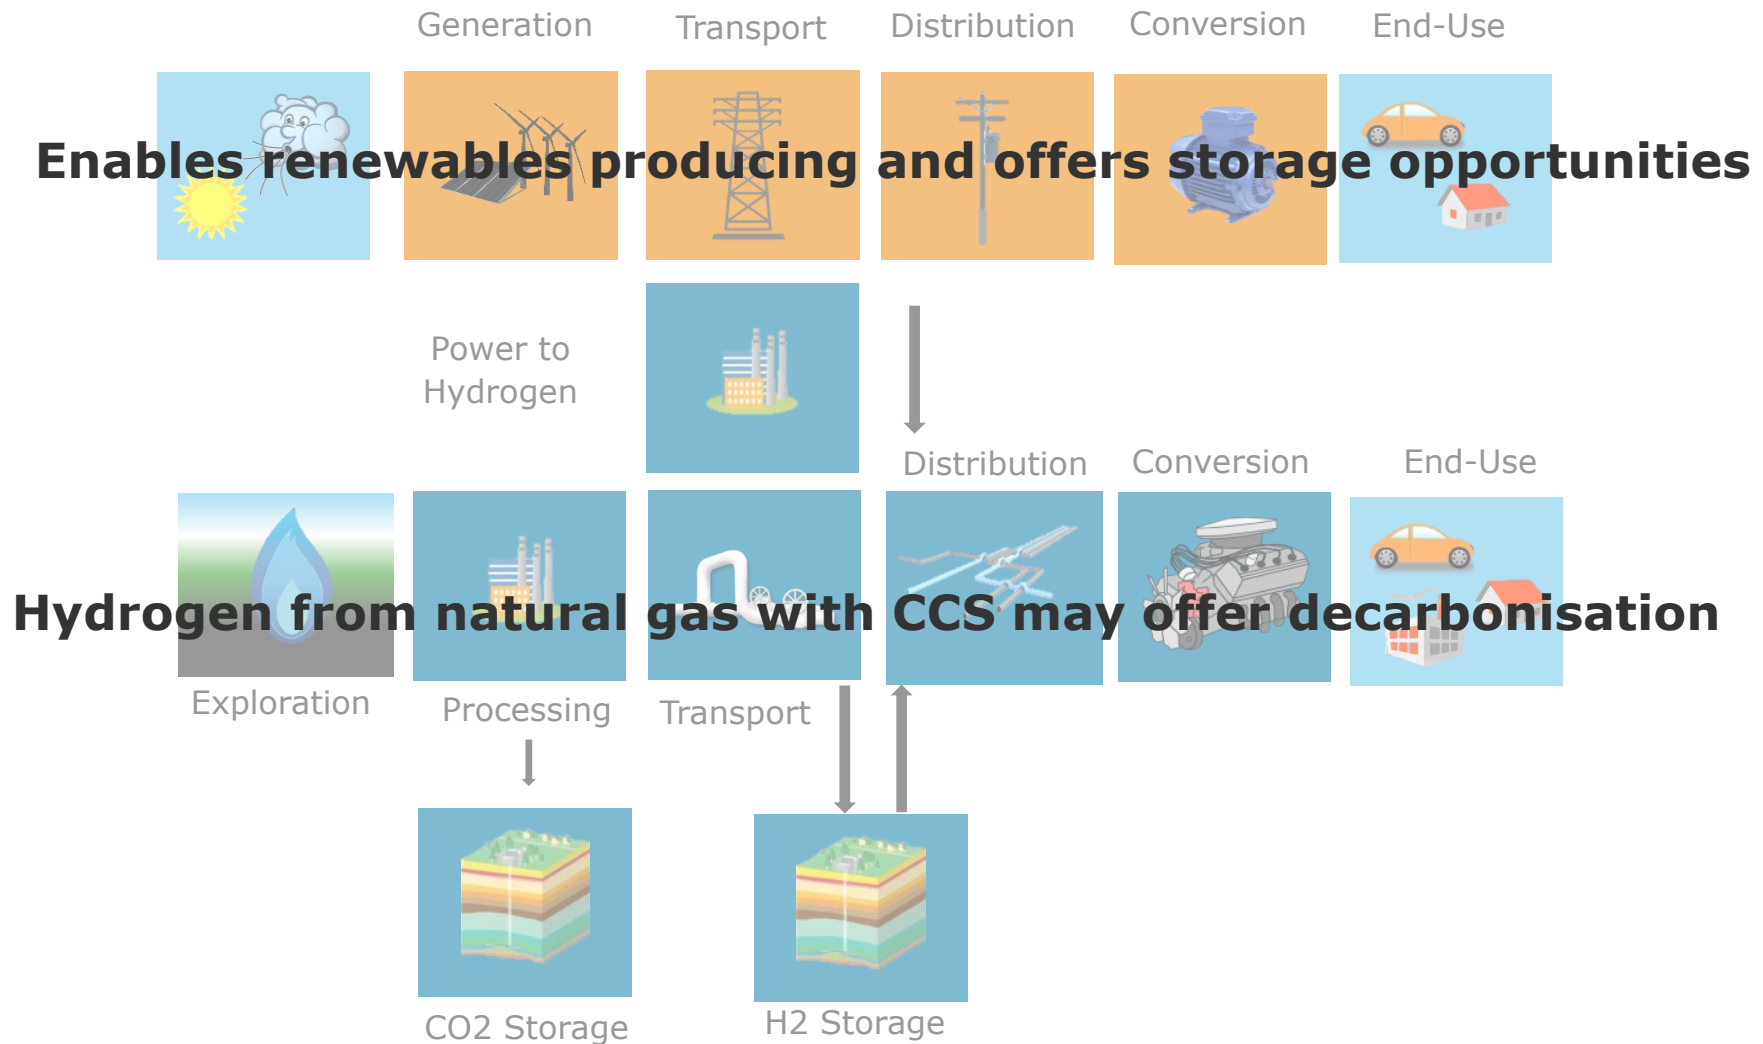 Generation
Transport
Distribution
Conversion
End-Use
Enables renewables producing and offers storage opportunities
Power to
Hydrogen
Distribution
Conversion
End-Use
Hydrogen from natural gas with CCS may offer decarbonisation
Exploration
Processing
Transport
CO2 Storage
H2 Storage